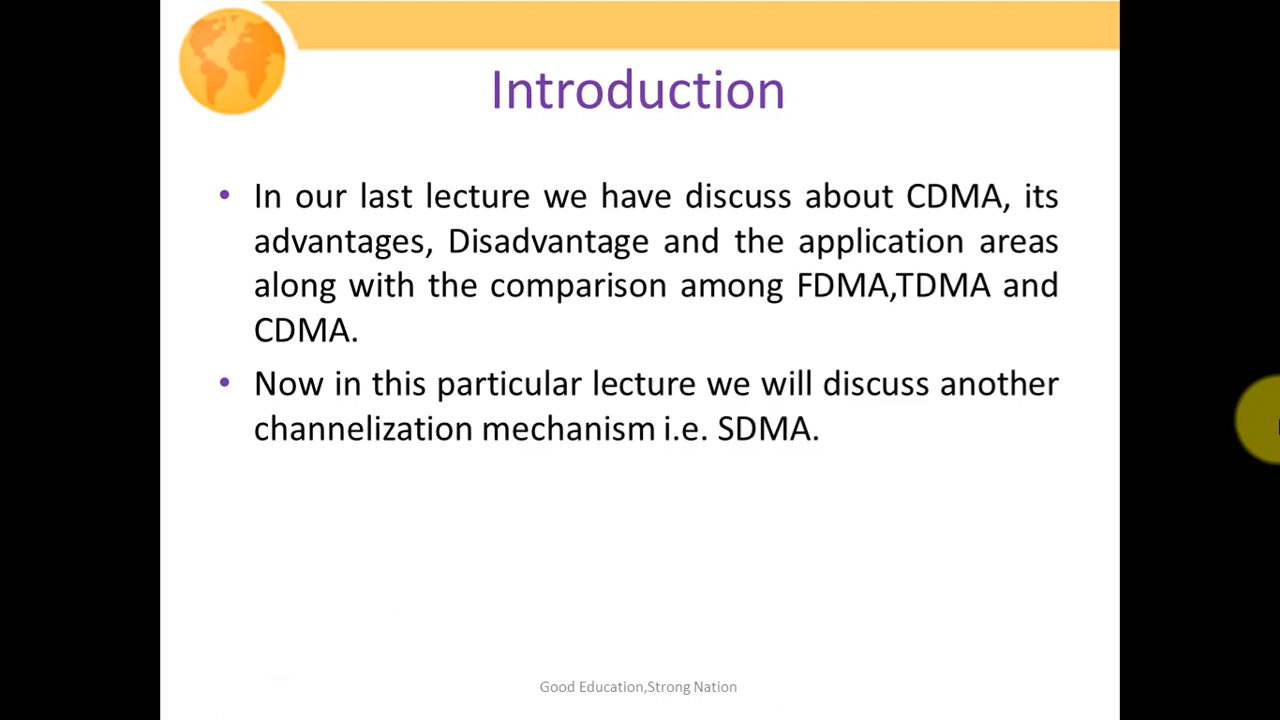 Introduction
• In our last lecture we have discuss about CDMA, its
advantages, Disadvantage and the application areas
along with the comparison among FDMA,TDMA and
CDMA.
• Now in this particular lecture we will discuss another
channelization mechanism i.e. SDMA.
Good Education,Strong Nation